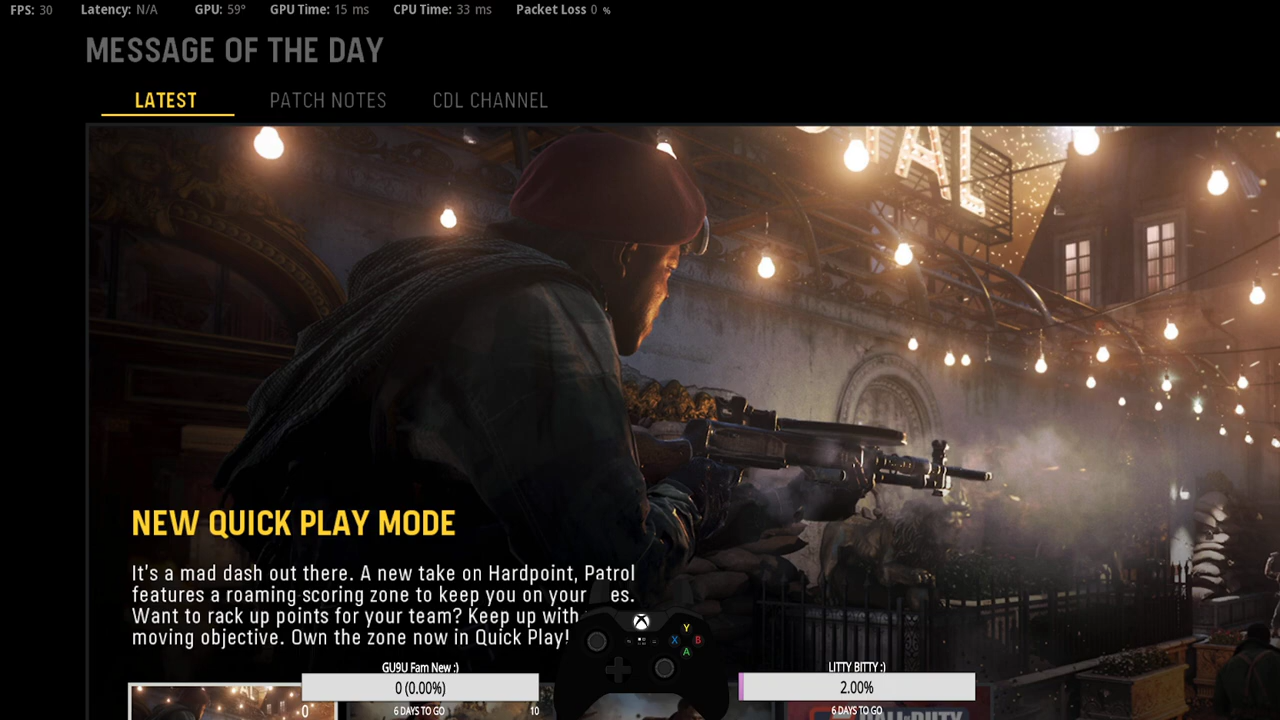 FPS: 30 Latency: N/A GPU: 59° GPU Time: 15 ms CPU Time: 33 ms Packet Loss 0 %
MESSAGE OF THE DAY
LATEST PATCH NOTES CDL CHANNEL
AL
NEW QUICK PLAY MODE
It's a mad dash out there. A new take on Hardpoint, Patrol
features a roaming scoring zone to keep you on your es.
Want to rack up points for your team? Keep up with
moving objective. Own the zone now in Quick Play!
Y
X B
A
GU9U Fam New :) LITTY BITTY :)
0 (0.00%) 2.00%
0 6 DAYS TO GO 10 6 DAYS TO GO